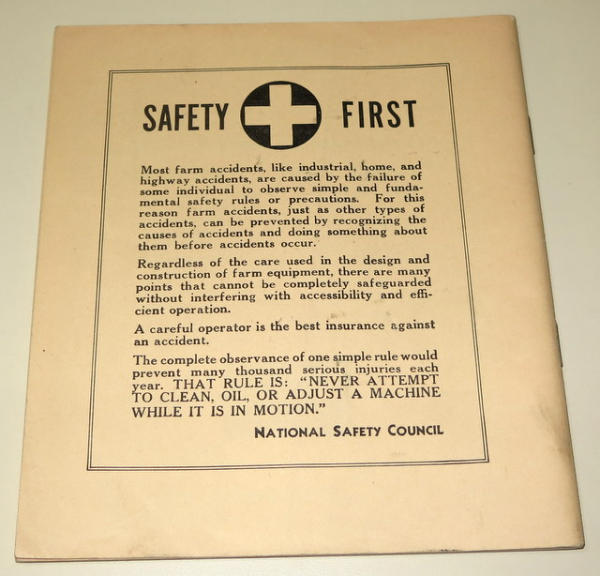 SAFETY FIRST
Most farm accidents, like industrial, home, and
highway accidents, are caused by the failure of
some individual to observe simple and funda-
mental safety rules or precautions. For this
reason farm accidents, just as other types of
accidents, can be prevented by recognizing the
causes of accidents and doing something about
them before accidents occur.
Regardless of the care used in the design and
construction of farm equipment, there are many
points that cannot be completely safeguarded
without interfering with accessibility and effi-
cient operation.
A careful operator is the best insurance against
an accident.
The complete observance of one simple rule would
prevent many thousand serious injuries each
year. THAT RULE IS: “NEVER ATTEMPT
TO CLEAN, OIL, OR ADJUST A MACHINE
WHILE IT IS IN MOTION.”
NATIONAL SAFETY COUNCIL